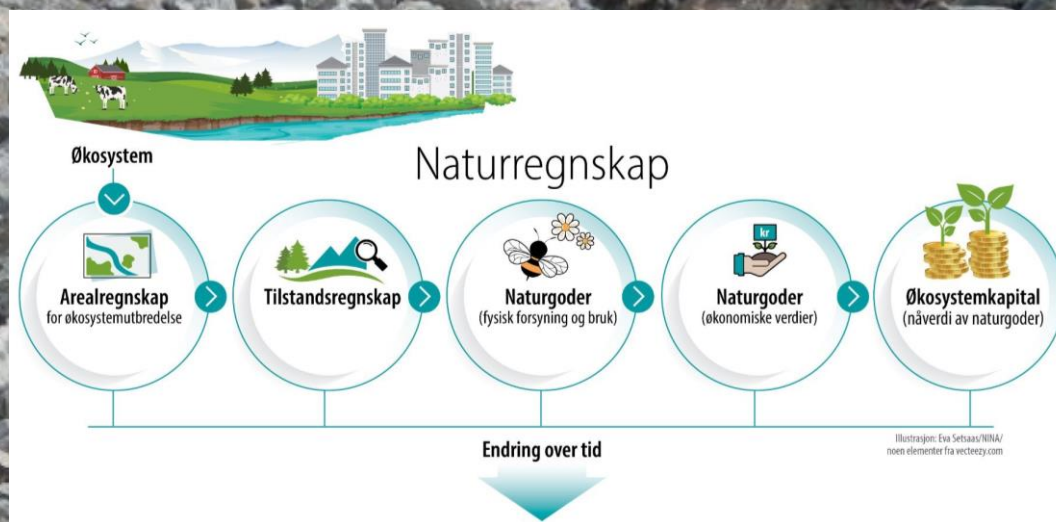 Økosystem
Naturregnskap
Arealregnskap
for økosystemutbredelse
Tilstandsregnskap
Naturgoder
(fysisk forsyning og bruk)
kr
Naturgoder
(økonomiske verdier)
Økosystemkapital
(nåverdi av naturgoder)
Endring over tid
Illustrasjon: Eva Setsaas/NINA/
noen elementer fra vecteezy.com